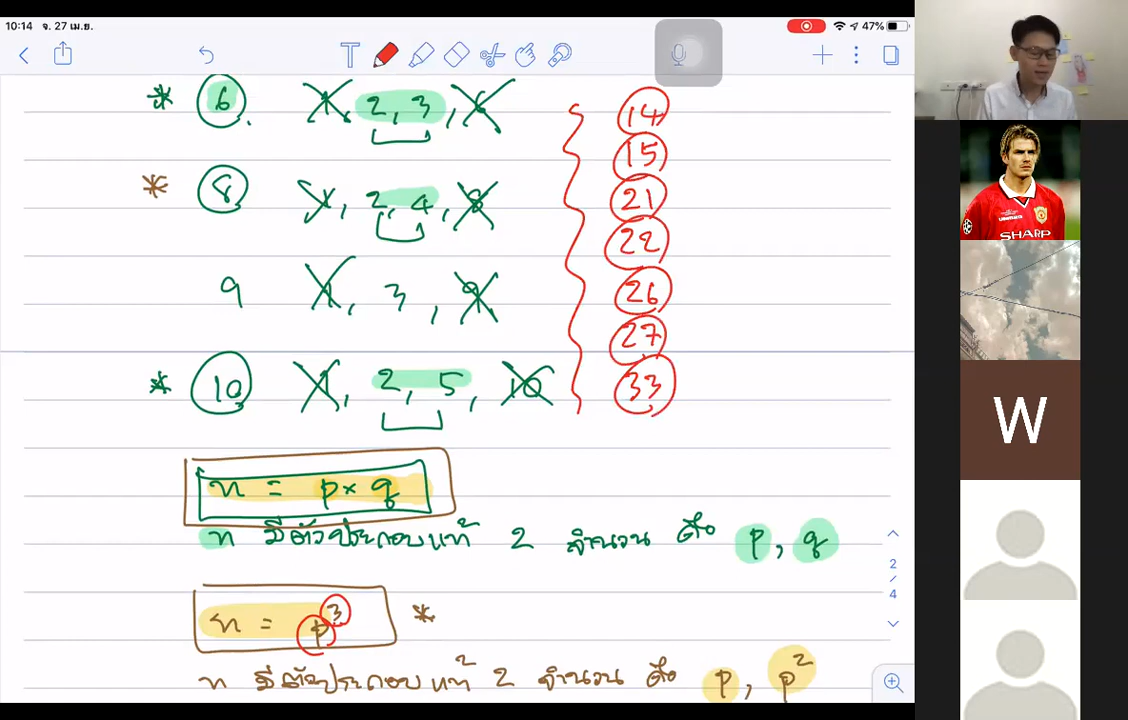 10:14 จ. 27 เม.ย. 47%
* 6 1, 2, 3, 6
* 8 1, 2, 4, 8
9 1, 3, 9
* 10 1, 2, 5, 10
14
15
21
22
26
27
33
n = p × q
n มีตัวประกอบแท้ 2 จำนวน คือ p, q
n = p³ *
n มีตัวประกอบแท้ 2 จำนวน คือ p, p²
2
/
4
SHARP
W